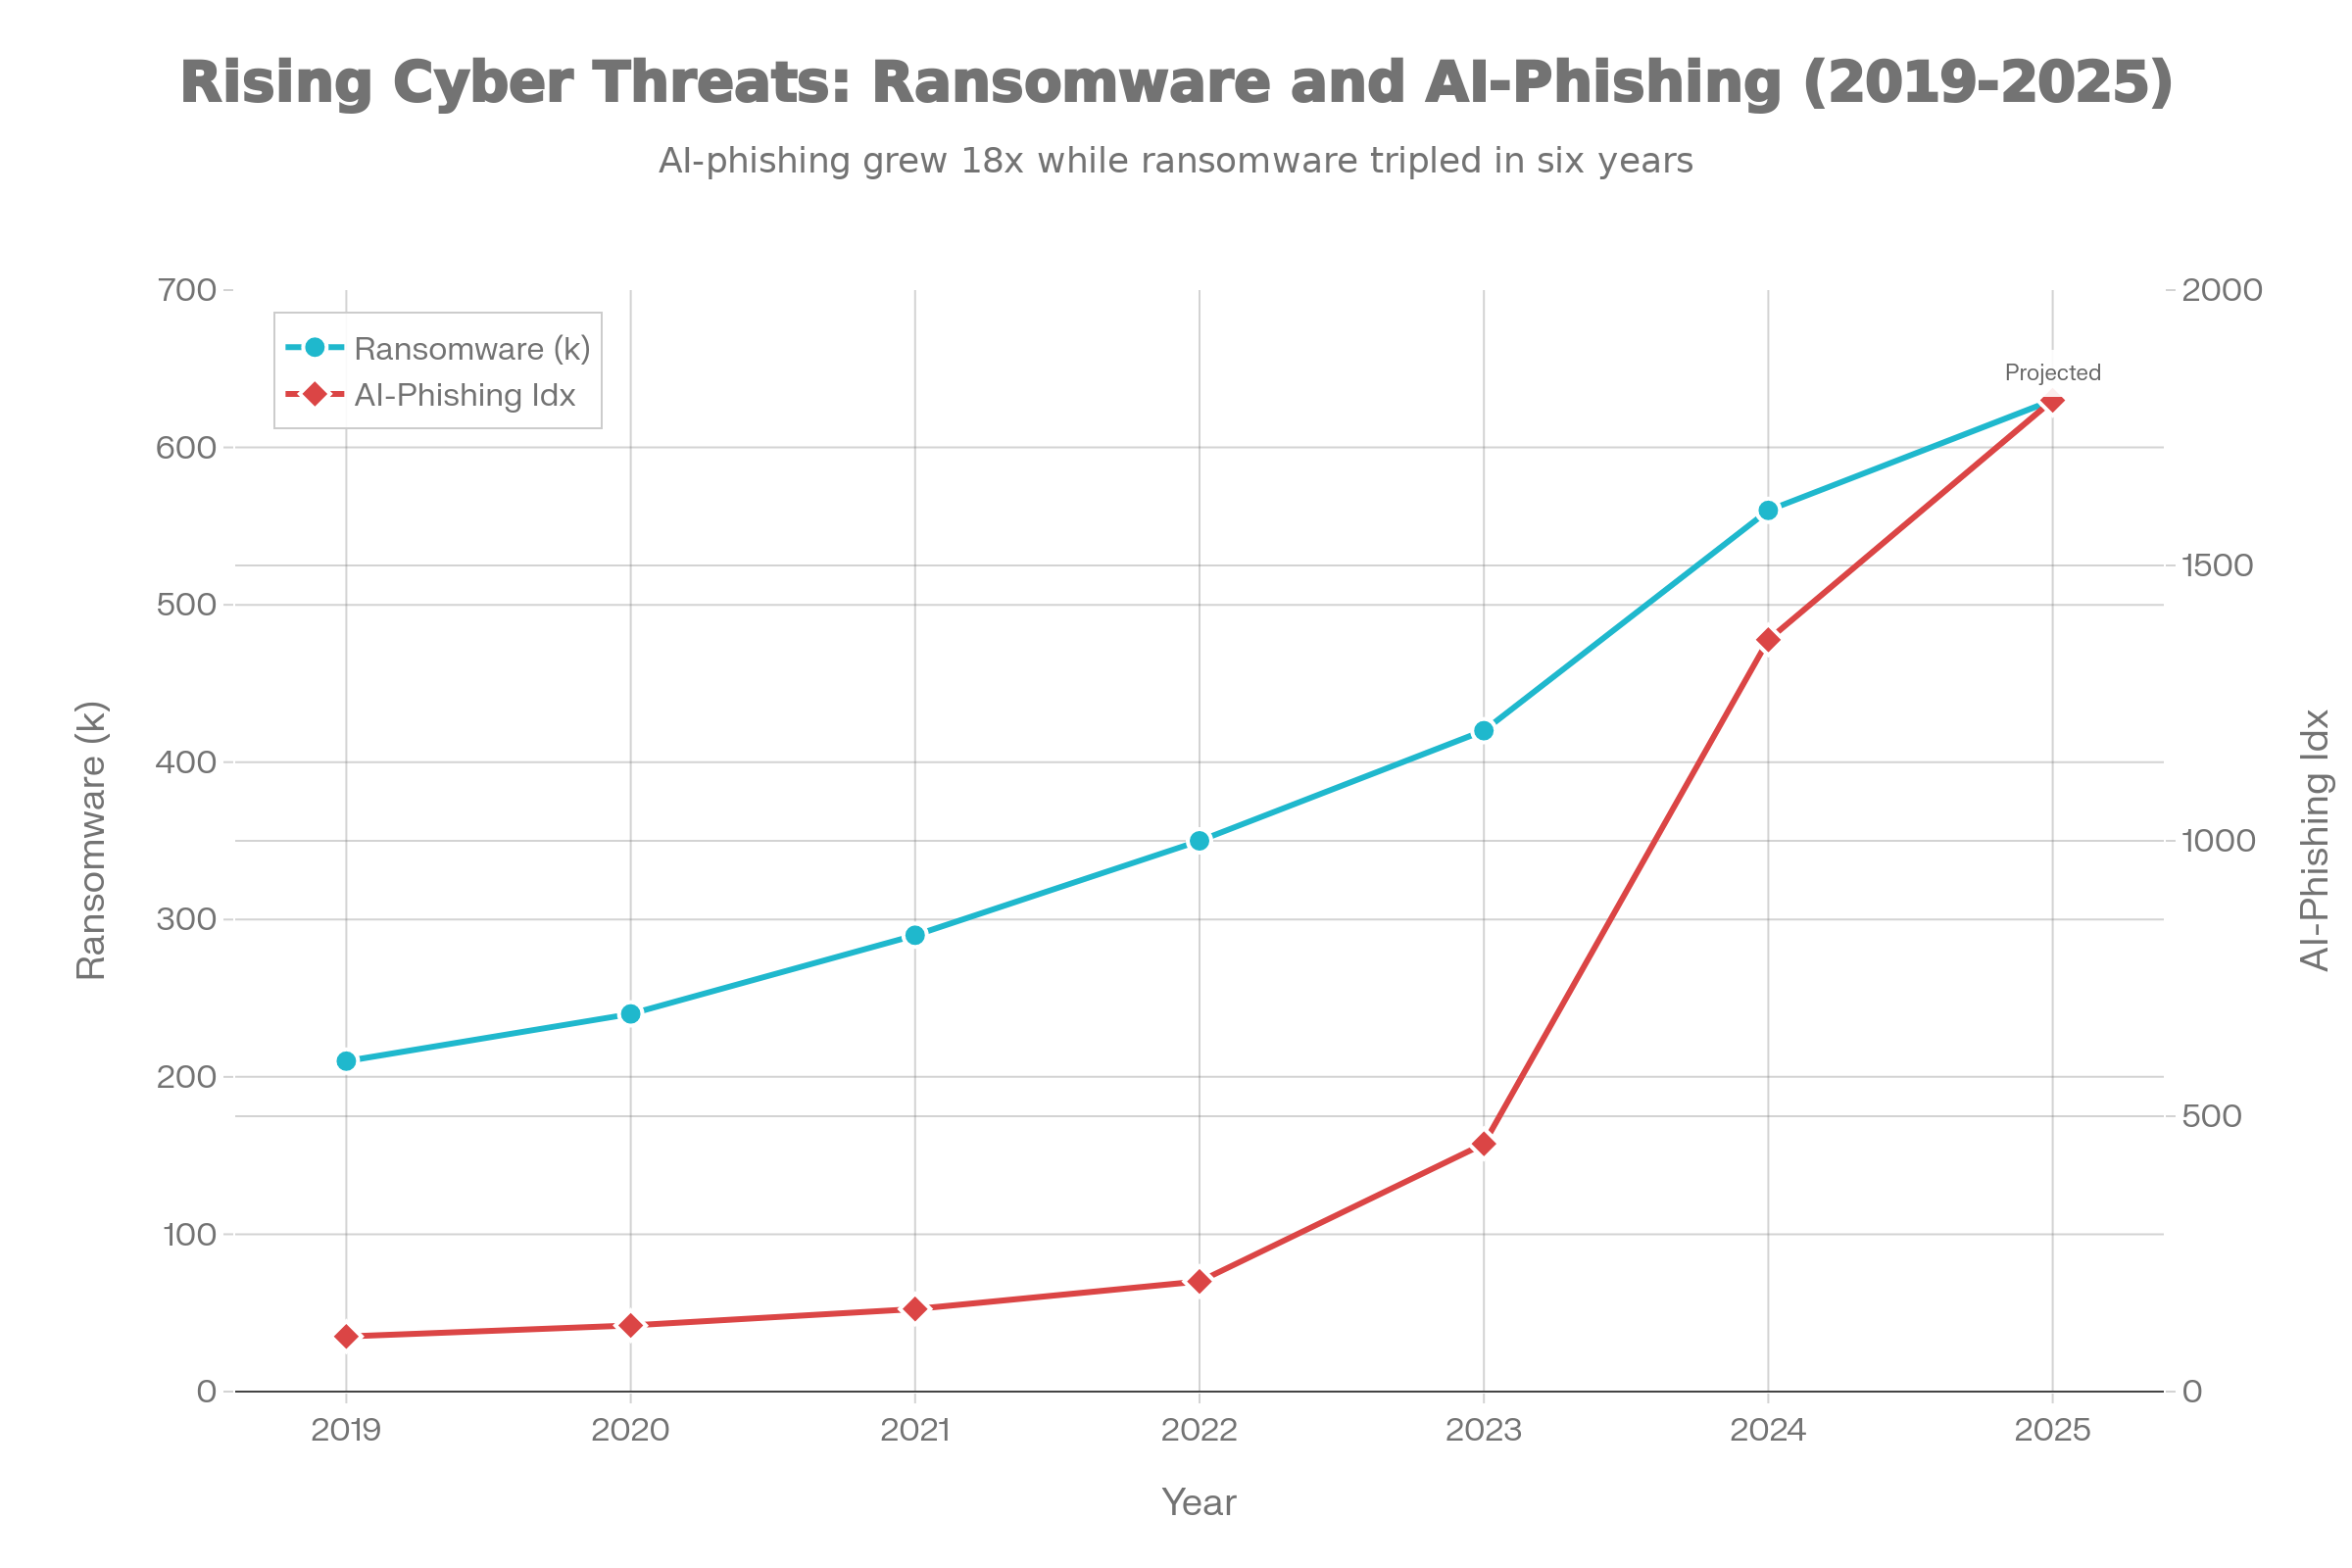 Rising Cyber Threats: Ransomware and AI-Phishing (2019-2025)
AI-phishing grew 18x while ransomware tripled in six years
700
600
500
400
300
200
100
0
Ransomware (k)
Ransomware (k)
AI-Phishing Idx
Projected
2000
1500
1000
500
0
AI-Phishing Idx
2019
2020
2021
2022
2023
2024
2025
Year